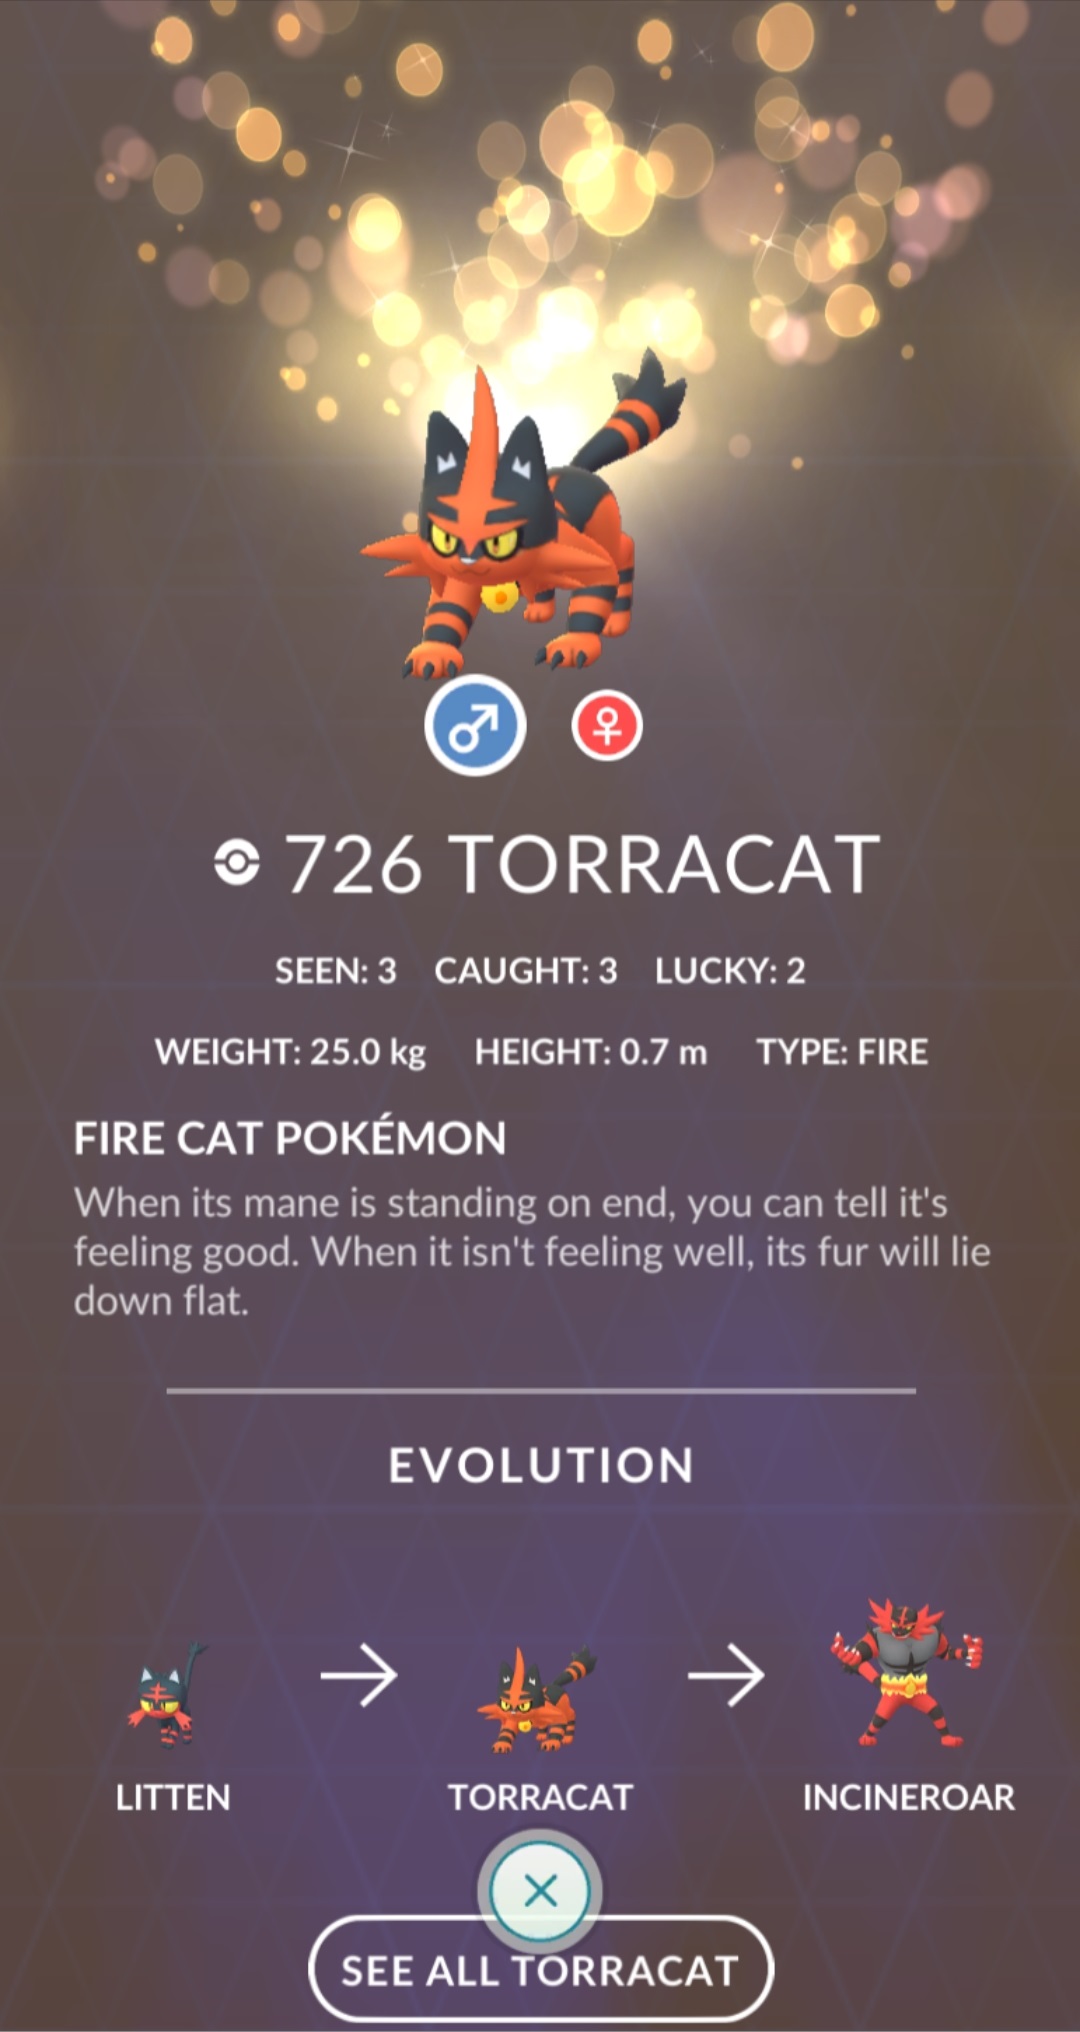 726 TORRACAT
SEEN: 3 CAUGHT: 3 LUCKY: 2
WEIGHT: 25.0 kg HEIGHT: 0.7 m TYPE: FIRE
FIRE CAT POKÉMON
When its mane is standing on end, you can tell it's
feeling good. When it isn't feeling well, its fur will lie
down flat.
EVOLUTION
LITTEN TORRACAT INCINEROAR
SEE ALL TORRACAT